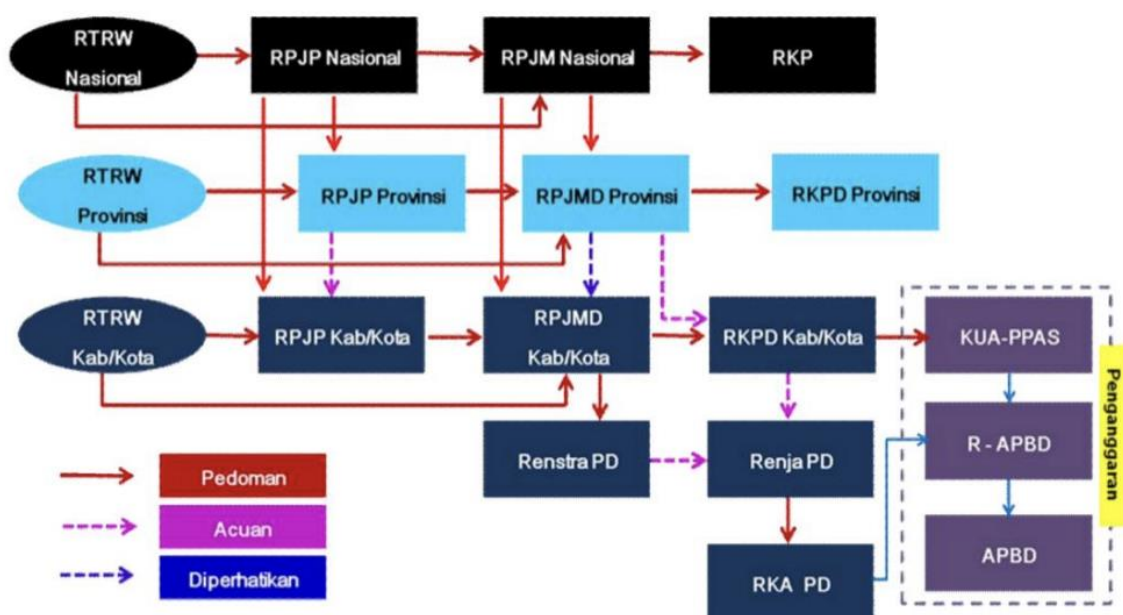 RTRW
Nasional
RPJP Nasional
RPJM Nasional
RKP
RTRW
Provinsi
RPJP Provinsi
RPJMD Provinsi
RKPD Provinsi
RTRW
Kab/Kota
RPJP Kab/Kota
RPJMD
Kab/Kota
RKPD Kab/Kota
KUA-PPAS
Penganggaran
Renstra PD
Renja PD
R - APBD
Pedoman
Acuan
Diperhatikan
RKA PD
APBD